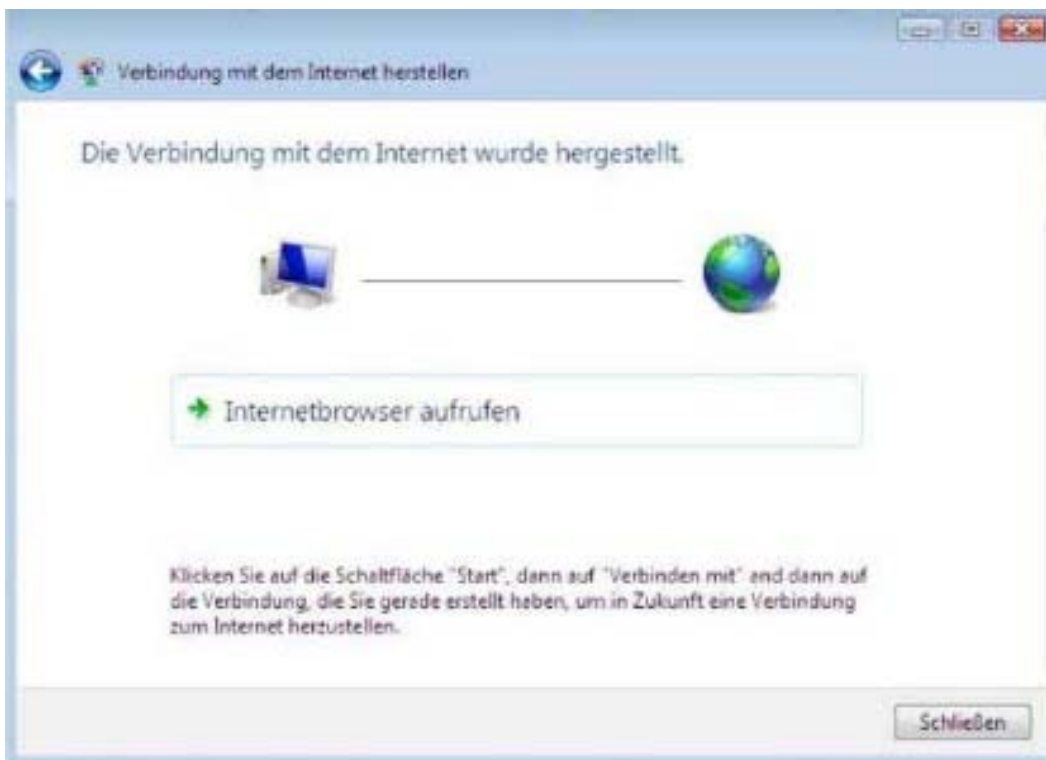 Verbindung mit dem Internet herstellen
Die Verbindung mit dem Internet wurde hergestellt.
Internetbrowser aufrufen
Klicken Sie auf die Schaltfläche "Start", dann auf "Verbinden mit" and dann auf
die Verbindung, die Sie gerade erstellt haben, um in Zukunft eine Verbindung
zum Internet herzustellen.
Schließen